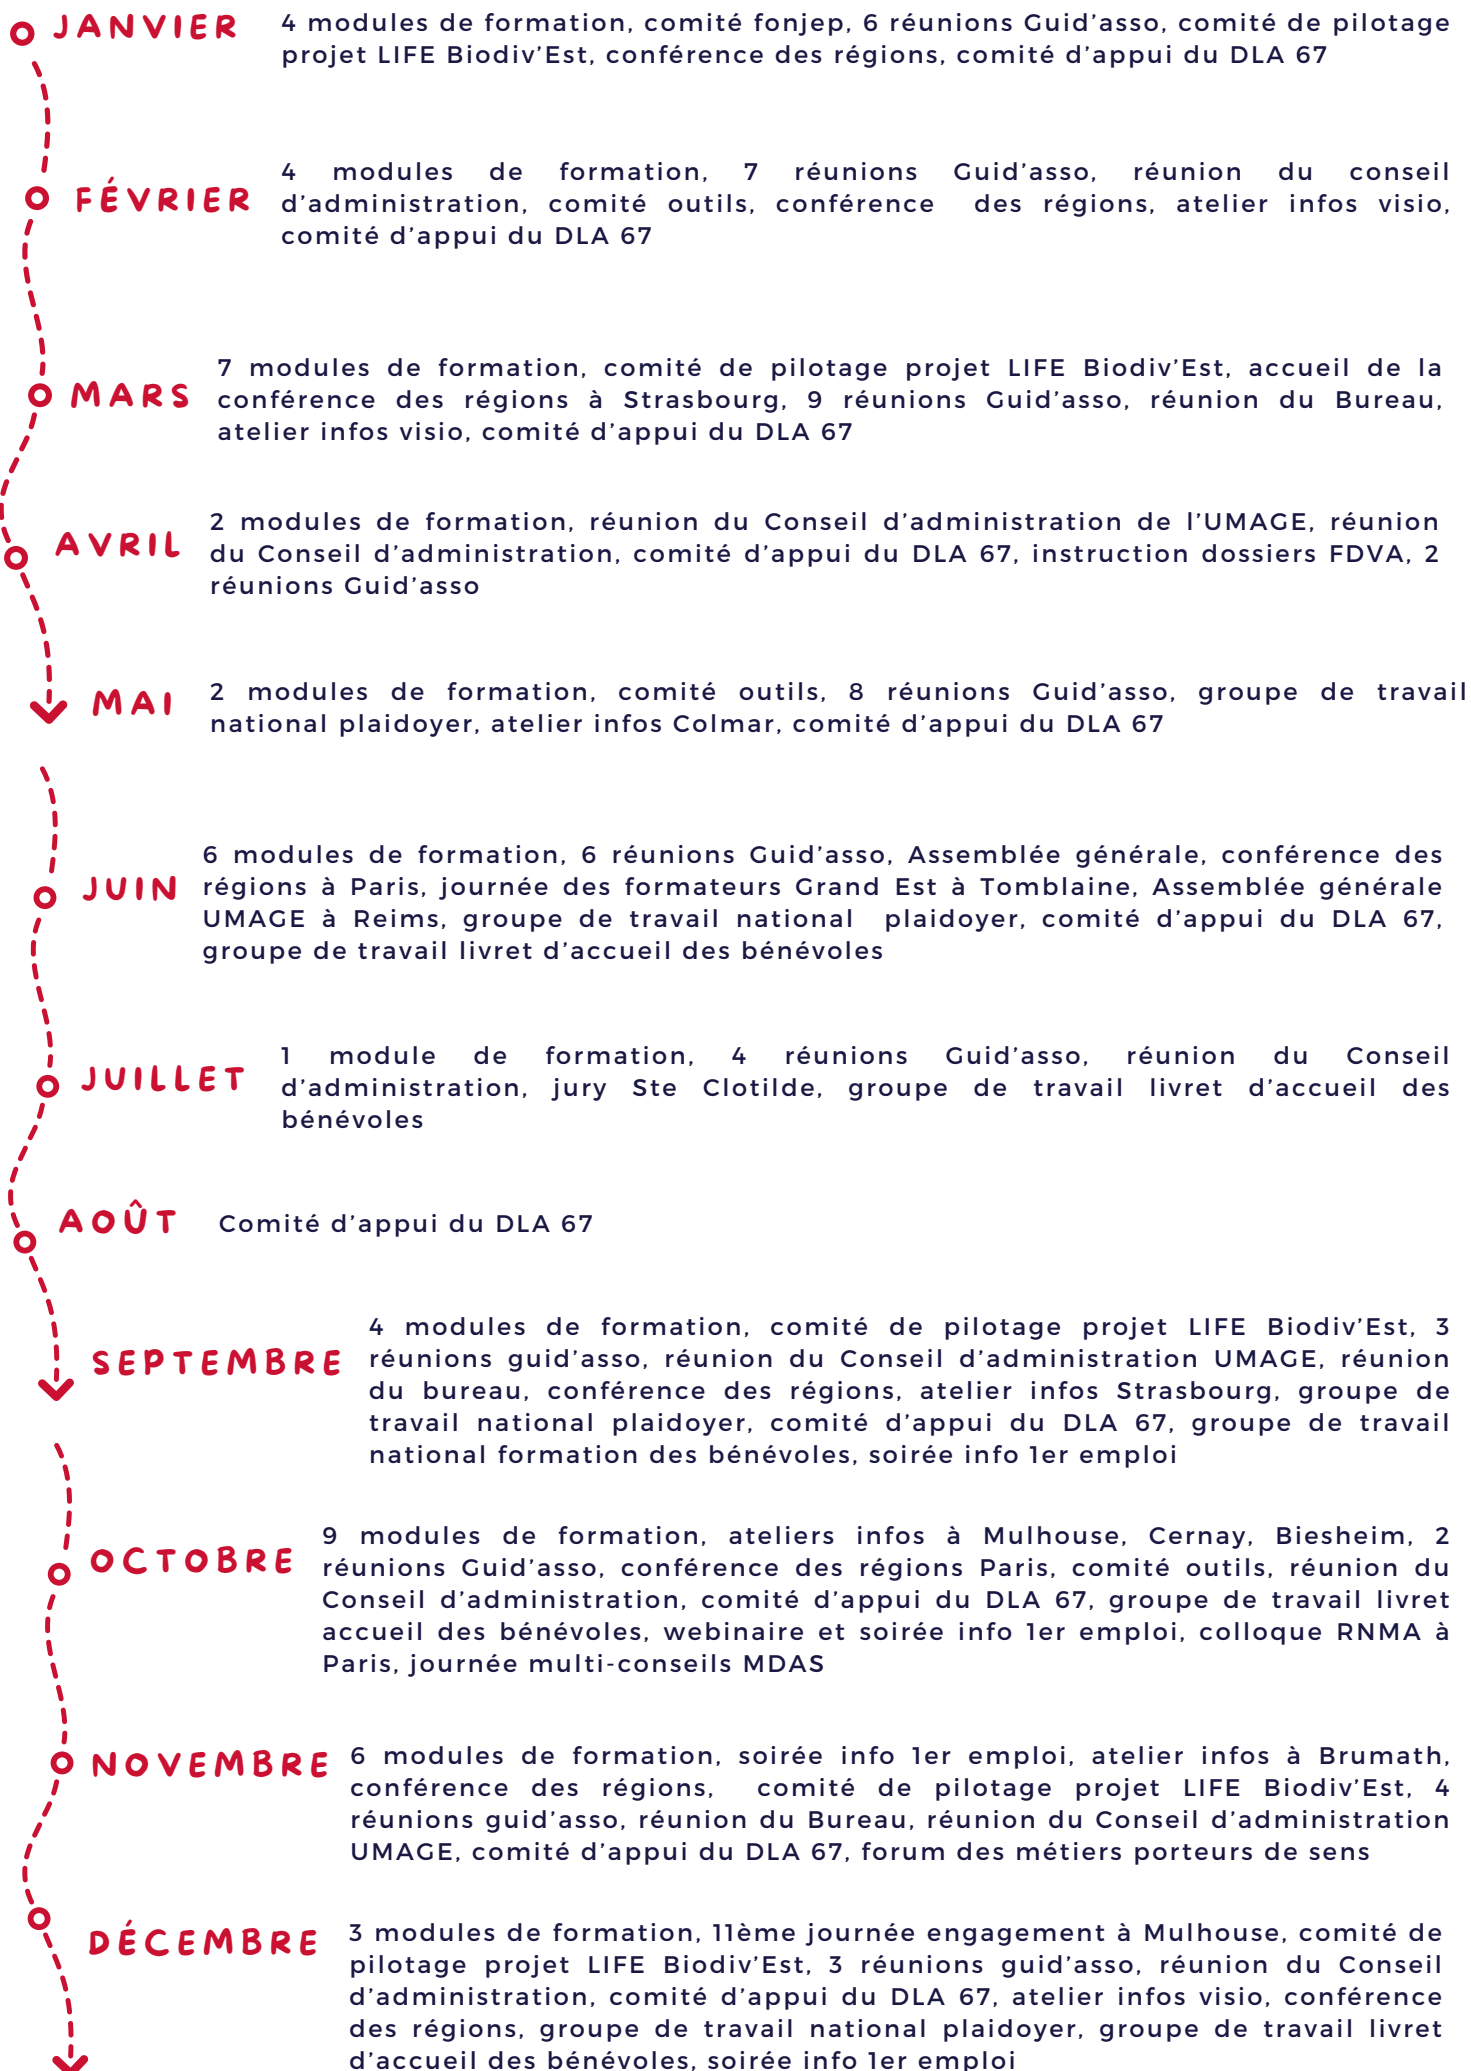 JANVIER
4 modules de formation, comité fonjep, 6 réunions Guid'asso, comité de pilotage
projet LIFE Biodiv'Est, conférence des régions, comité d'appui du DLA 67
FÉVRIER
4 modules de formation, 7 réunions Guid'asso, réunion du conseil
d'administration, comité outils, conférence des régions, atelier infos visio,
comité d'appui du DLA 67
MARS
7 modules de formation, comité de pilotage projet LIFE Biodiv'Est, accueil de la
conférence des régions à Strasbourg, 9 réunions Guid'asso, réunion du Bureau,
atelier infos visio, comité d'appui du DLA 67
AVRIL
2 modules de formation, réunion du Conseil d'administration de l'UMAGE, réunion
du Conseil d'administration, comité d'appui du DLA 67, instruction dossiers FDVA, 2
réunions Guid'asso
MAI
2 modules de formation, comité outils, 8 réunions Guid'asso, groupe de travail
national plaidoyer, atelier infos Colmar, comité d'appui du DLA 67
JUIN
6 modules de formation, 6 réunions Guid'asso, Assemblée générale, conférence des
régions à Paris, journée des formateurs Grand Est à Tomblaine, Assemblée générale
UMAGE à Reims, groupe de travail national plaidoyer, comité d'appui du DLA 67,
groupe de travail livret d'accueil des bénévoles
JUILLET
1 module de formation, 4 réunions Guid'asso, réunion du Conseil
d'administration, jury Ste Clotilde, groupe de travail livret d'accueil des
bénévoles
AOÛT
Comité d'appui du DLA 67
SEPTEMBRE
4 modules de formation, comité de pilotage projet LIFE Biodiv'Est, 3
réunions guid'asso, réunion du Conseil d'administration UMAGE, réunion
du bureau, conférence des régions, atelier infos Strasbourg, groupe de
travail national plaidoyer, comité d'appui du DLA 67, groupe de travail
national formation des bénévoles, soirée info 1er emploi
OCTOBRE
9 modules de formation, ateliers infos à Mulhouse, Cernay, Biesheim, 2
réunions Guid'asso, conférence des régions Paris, comité outils, réunion du
Conseil d'administration, comité d'appui du DLA 67, groupe de travail livret
accueil des bénévoles, webinaire et soirée info 1er emploi, colloque RNMA à
Paris, journée multi-conseils MDAS
NOVEMBRE
6 modules de formation, soirée info 1er emploi, atelier infos à Brumath,
conférence des régions, comité de pilotage projet LIFE Biodiv'Est, 4
réunions guid'asso, réunion du Bureau, réunion du Conseil d'administration
UMAGE, comité d'appui du DLA 67, forum des métiers porteurs de sens
DÉCEMBRE
3 modules de formation, 11ème journée engagement à Mulhouse, comité de
pilotage projet LIFE Biodiv'Est, 3 réunions guid'asso, réunion du Conseil
d'administration, comité d'appui du DLA 67, atelier infos visio, conférence
des régions, groupe de travail national plaidoyer, groupe de travail livret
d'accueil des bénévoles, soirée info 1er emploi